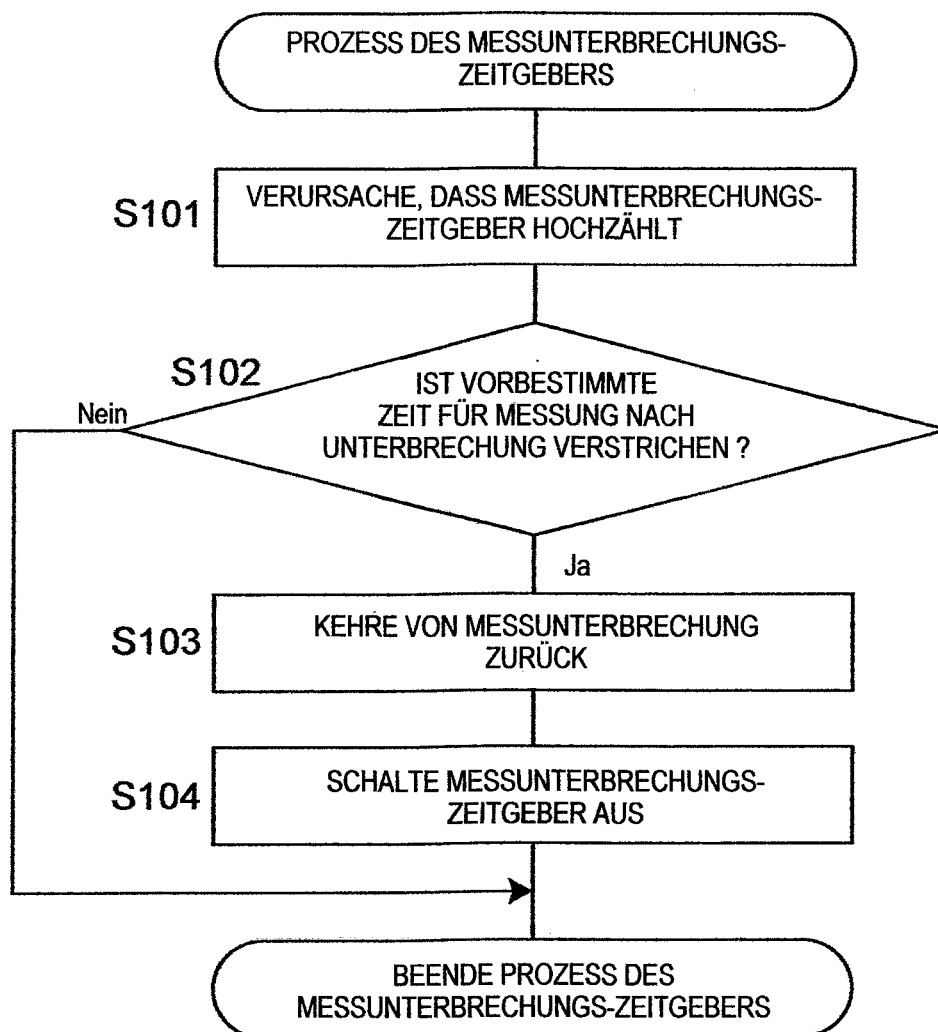 PROZESS DES MESSUNTERBRECHUNGS-
ZEITGEBERS
S101
VERURSACHE, DASS MESSUNTERBRECHUNGS-
ZEITGEBER HOCHZÄHLT
S102
Nein
IST VORBESTIMMTE
ZEIT FÜR MESSUNG NACH
UNTERBRECHUNG VERSTRICHEN ?
Ja
S103
KEHRE VON MESSUNTERBRECHUNG
ZURÜCK
S104
SCHALTE MESSUNTERBRECHUNGS-
ZEITGEBER AUS
BEENDE PROZESS DES
MESSUNTERBRECHUNGS-ZEITGEBERS